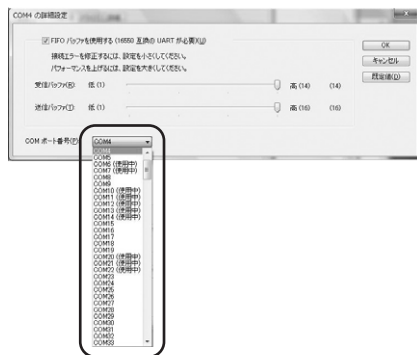 COM4 の詳細設定
FIFO バッファを使用する (16550 互換の UART が必要)(U)
OK
接続エラーを修正するには、設定を小さくしてください。
キャンセル
パフォーマンスを上げるには、設定を大きくしてください。
既定値(D)
受信バッファ(R): 低 (1) 高 (14) (14)
送信バッファ(T): 低 (1) 高 (16) (16)
COM ポート番号(P): COM4
COM4
COM5
COM6 (使用中)
COM7 (使用中)
COM8
COM9
COM10 (使用中)
COM11 (使用中)
COM12 (使用中)
COM13 (使用中)
COM14 (使用中)
COM15
COM16
COM17
COM18
COM19
COM20 (使用中)
COM21 (使用中)
COM22 (使用中)
COM23
COM24
COM25
COM26
COM27
COM28
COM29
COM30
COM31
COM32
COM33